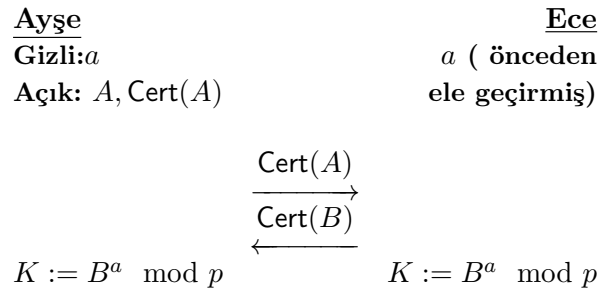 Ayşe Ece
Gizli:a a ( önceden
Açık: A, Cert(A) ele geçirmiş)
Cert(A)
Cert(B)
K := B^a mod p K := B^a mod p